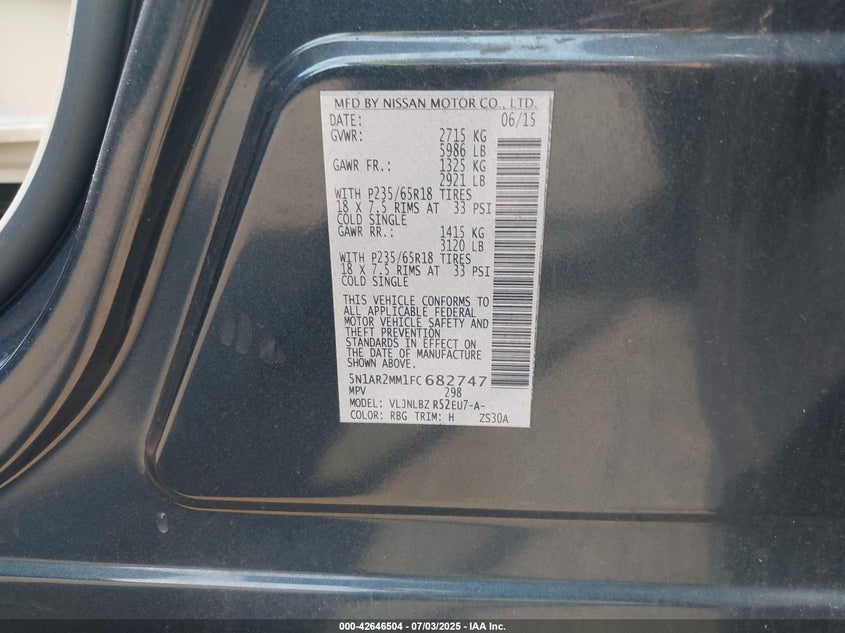 MFD BY NISSAN MOTOR CO., LTD.
DATE: 06/15
GVWR: 2715 KG
5986 LB
GAWR FR.: 1325 KG
2921 LB
WITH P235/65R18 TIRES
18 X 7.5 RIMS AT 33 PSI
COLD SINGLE
GAWR RR.: 1415 KG
3120 LB
WITH P235/65R18 TIRES
18 X 7.5 RIMS AT 33 PSI
COLD SINGLE
THIS VEHICLE CONFORMS TO
ALL APPLICABLE FEDERAL
MOTOR VEHICLE SAFETY AND
THEFT PREVENTION
STANDARDS IN EFFECT ON
THE DATE OF MANUFACTURE
SHOWN ABOVE.
5N1AR2MM1FC682747
MPV 298
MODEL: VLJNLBZ R52EU7-A-
COLOR: RBG TRIM: H ZS30A
000-42646504 - 07/03/2025 - IAA Inc.